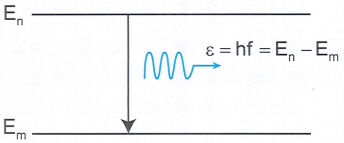 Eₙ
ε = hf = Eₙ − Eₘ
Eₘ